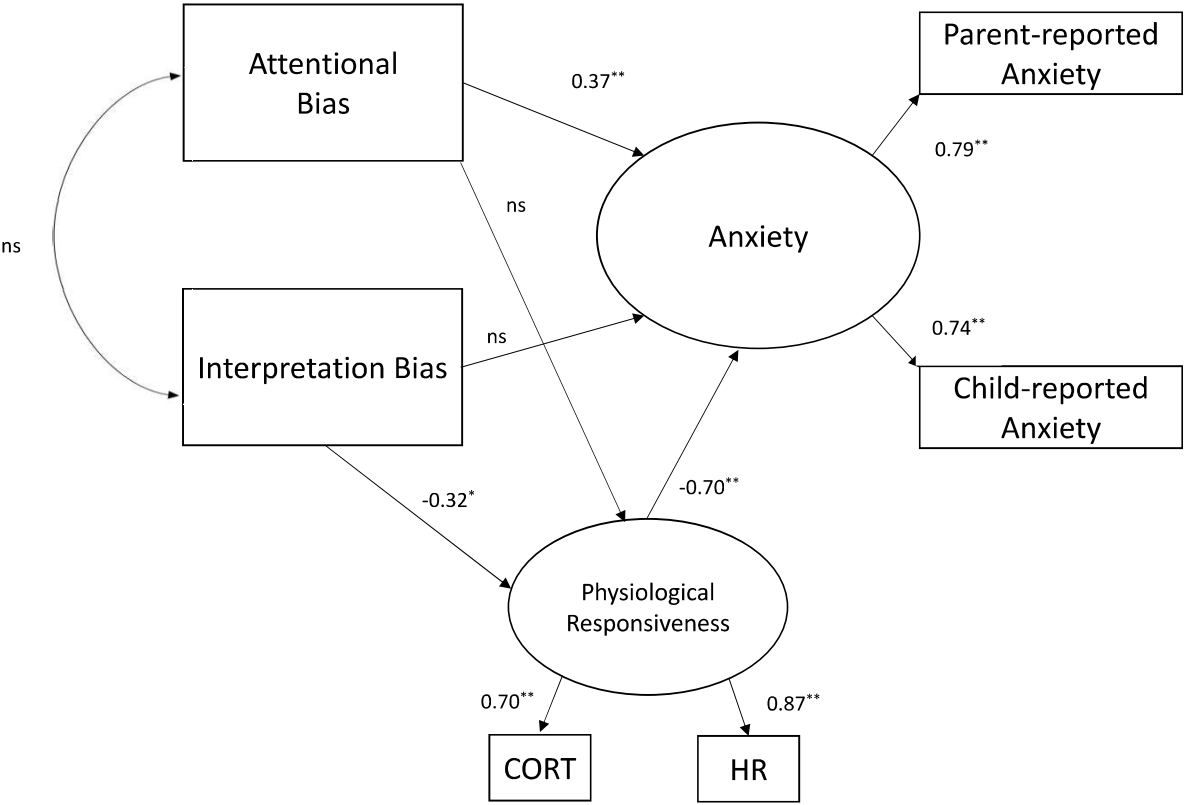 Attentional
Bias
0.37**
Parent-reported
Anxiety
0.79**
ns
Anxiety
ns
ns
0.74**
Interpretation Bias
Child-reported
Anxiety
-0.32*
-0.70**
Physiological
Responsiveness
0.70**
0.87**
CORT
HR